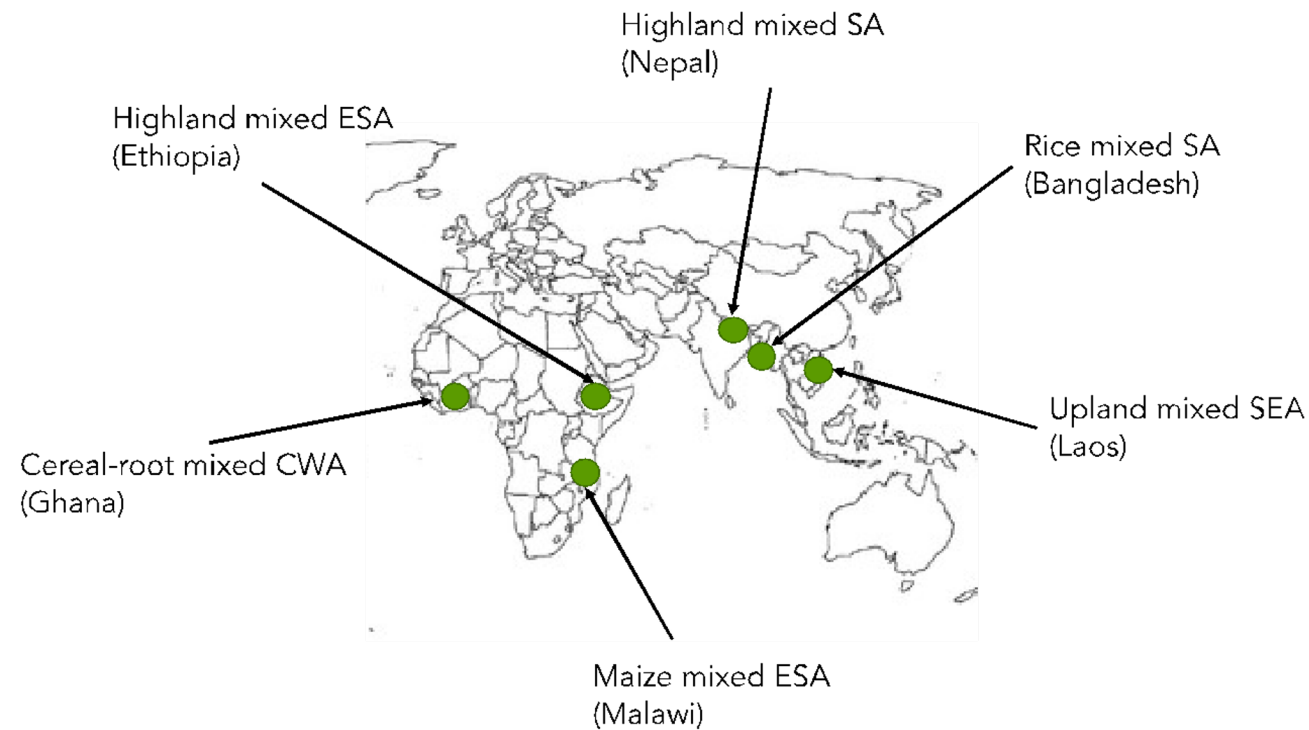 Highland mixed SA
(Nepal)
Highland mixed ESA
(Ethiopia)
Rice mixed SA
(Bangladesh)
Upland mixed SEA
(Laos)
Cereal-root mixed CWA
(Ghana)
Maize mixed ESA
(Malawi)